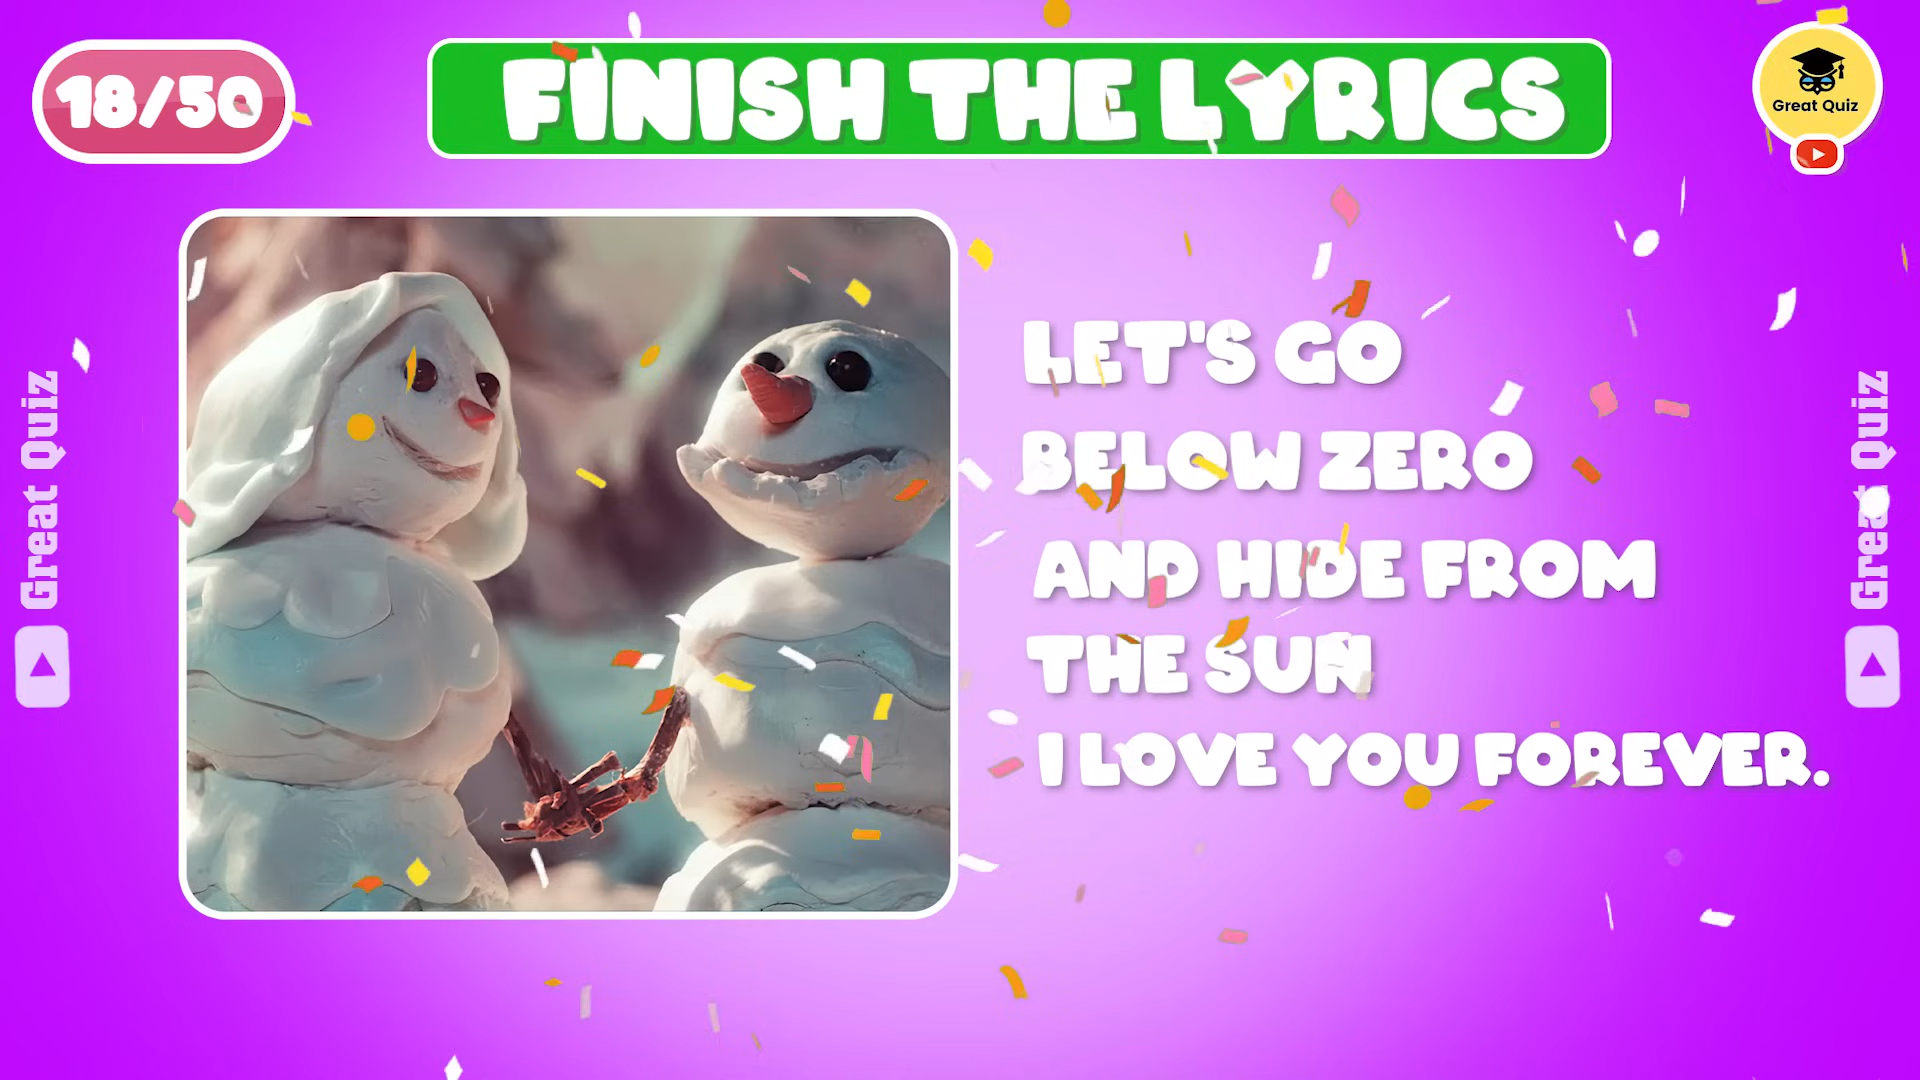 18/50
FINISH THE LYRICS
Great Quiz
LET'S GO
BELOW ZERO
AND HIDE FROM
THE SUN
I LOVE YOU FOREVER.
Great Quiz
Great Quiz